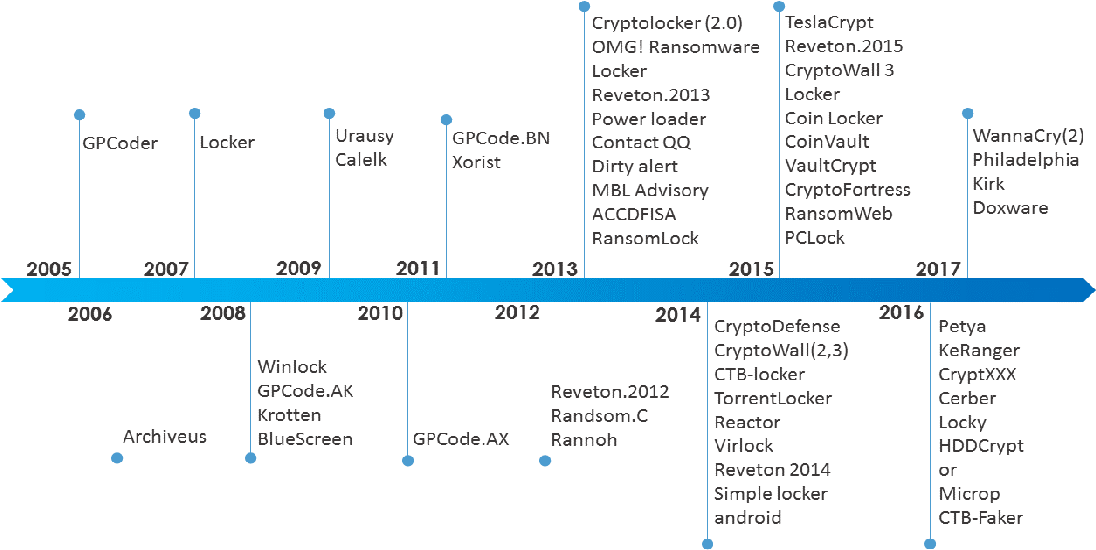 2005
GPCoder
2006
Archiveus
2007
Locker
2008
Winlock
GPCode.AK
Krotten
BlueScreen
2009
Urausy
Calelk
2010
GPCode.AX
2011
GPCode.BN
Xorist
2012
Reveton.2012
Randsom.C
Rannoh
2013
Cryptolocker (2.0)
OMG! Ransomware
Locker
Reveton.2013
Power loader
Contact QQ
Dirty alert
MBL Advisory
ACCDFISA
RansomLock
2014
CryptoDefense
CryptoWall(2,3)
CTB-locker
TorrentLocker
Reactor
Virlock
Reveton 2014
Simple locker
android
2015
TeslaCrypt
Reveton.2015
CryptoWall 3
Locker
Coin Locker
CoinVault
VaultCrypt
CryptoFortress
RansomWeb
PCLock
2016
Petya
KeRanger
CryptXXX
Cerber
Locky
HDDCrypt
or
Microp
CTB-Faker
2017
WannaCry(2)
Philadelphia
Kirk
Doxware